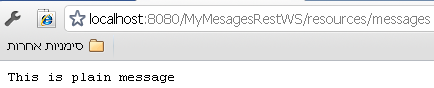 localhost:8080/MyMesagesRestWS/resources/messages
סימניות אחרות
This is plain message